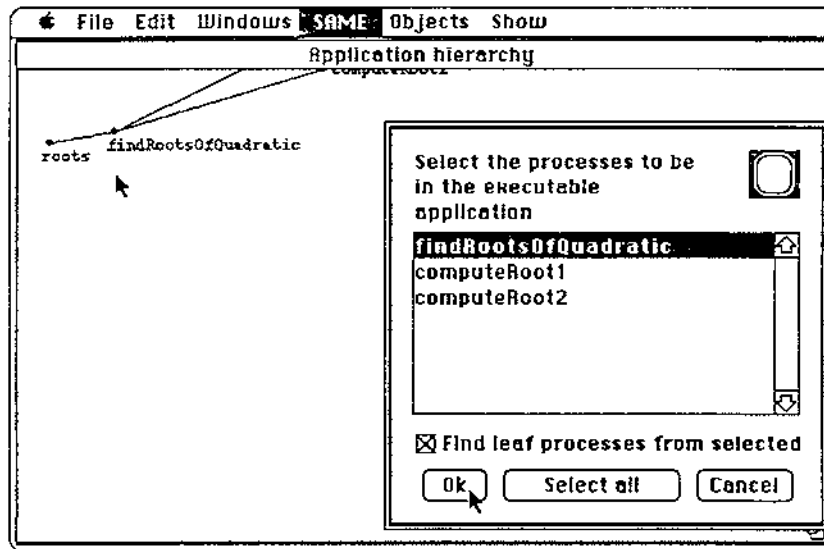 File Edit Windows SAME Objects Show
Application hierarchy
computeRoot2
roots
findRootsOfQuadratic
Select the processes to be
in the executable
application
findRootsOfQuadratic
computeRoot1
computeRoot2
Find leaf processes from selected
Ok Select all Cancel